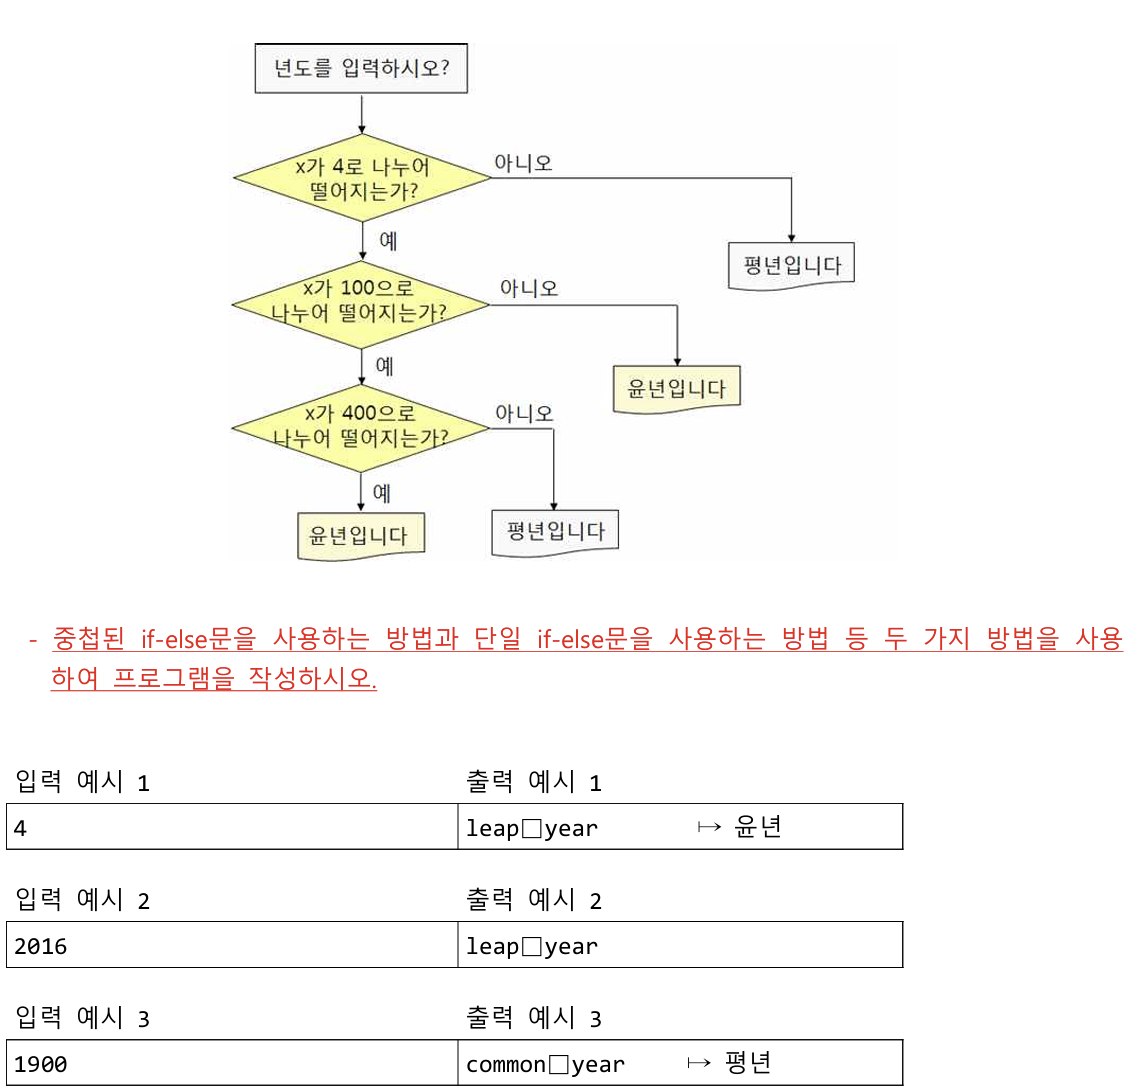 년도를 입력하시오?
x가 4로 나누어
떨어지는가?
아니오
예
평년입니다
x가 100으로
나누어 떨어지는가?
아니오
예
윤년입니다
x가 400으로
나누어 떨어지는가?
아니오
예
윤년입니다
평년입니다
- 중첩된 if-else문을 사용하는 방법과 단일 if-else문을 사용하는 방법 등 두 가지 방법을 사용
하여 프로그램을 작성하시오.
입력 예시 1
출력 예시 1
4
leap□year ↦ 윤년
입력 예시 2
출력 예시 2
2016
leap□year
입력 예시 3
출력 예시 3
1900
common□year ↦ 평년